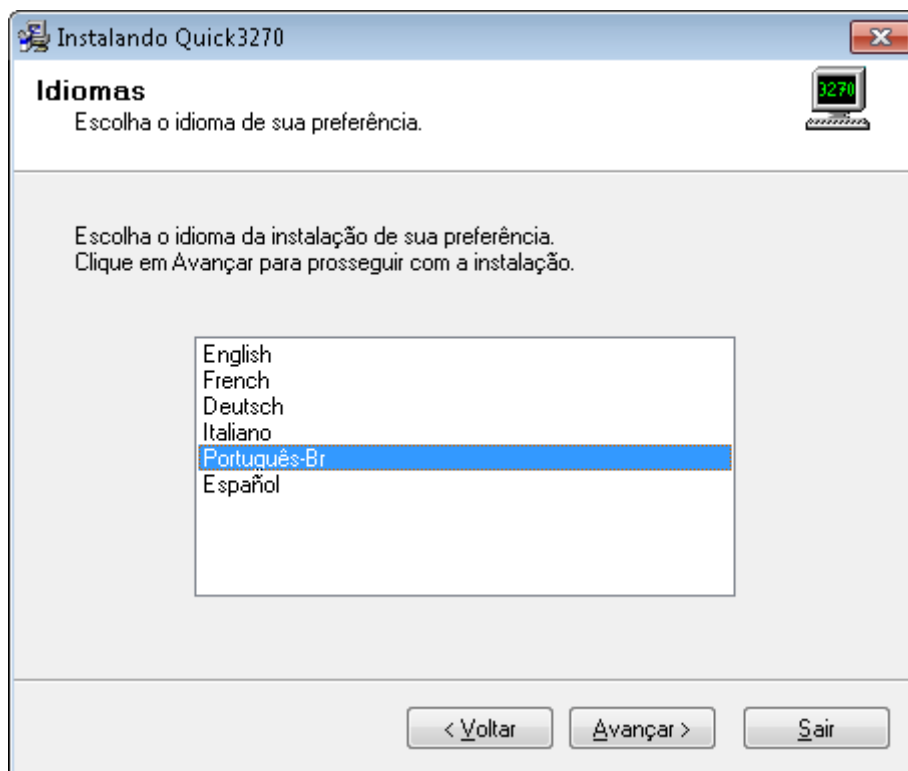 Instalando Quick3270
Idiomas
Escolha o idioma de sua preferência.
3270
Escolha o idioma da instalação de sua preferência.
Clique em Avançar para prosseguir com a instalação.
English
French
Deutsch
Italiano
Português-Br
Español
< Voltar
Avançar >
Sair